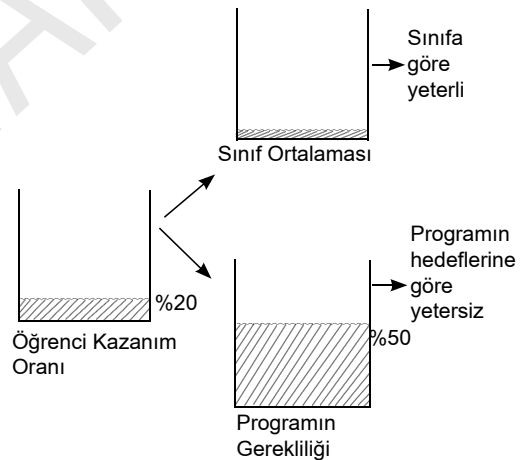 Sınıfa
göre
yeterli
Sınıf Ortalaması
%20
Öğrenci Kazanım
Oranı
Programın
hedeflerine
göre
yetersiz
%50
Programın
Gerekliliği